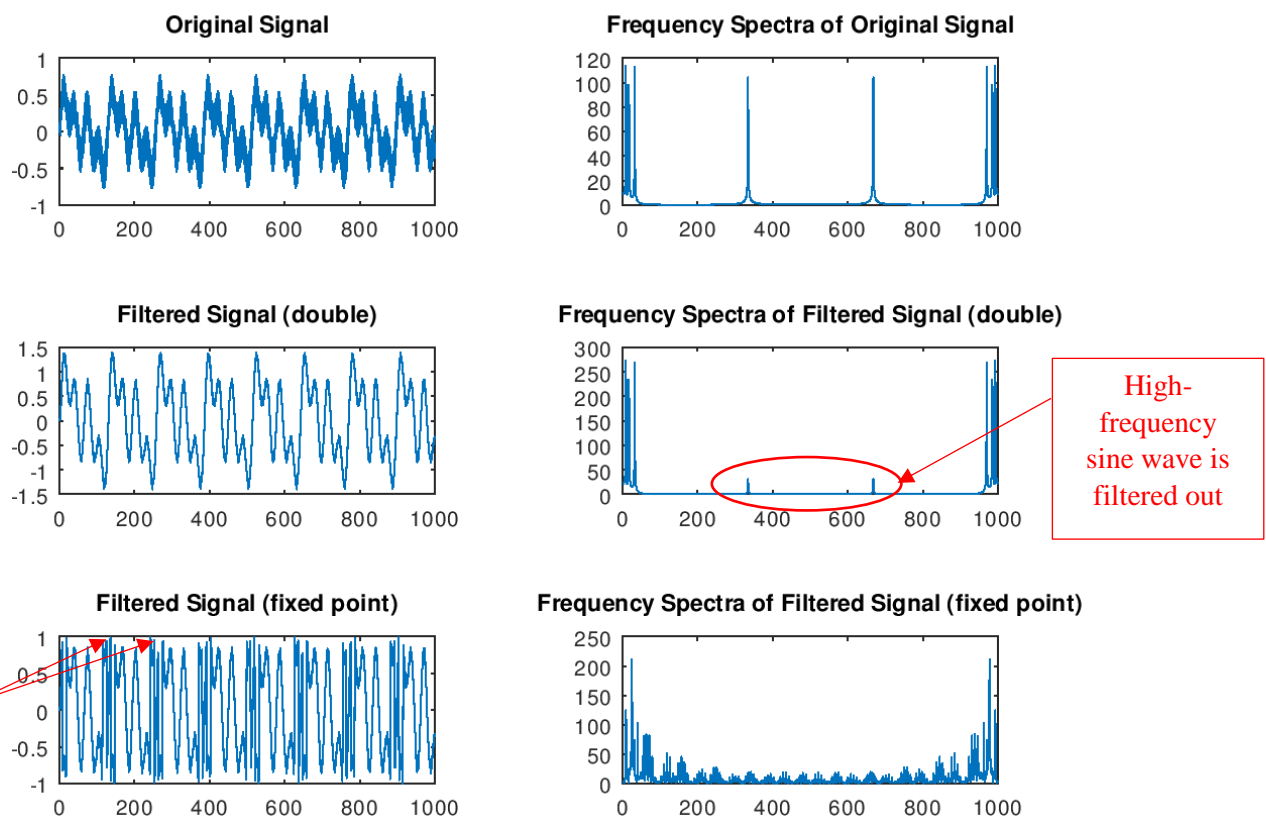 Original Signal
1
0.5
0
-0.5
-1
0 200 400 600 800 1000
Frequency Spectra of Original Signal
120
100
80
60
40
20
0
0 200 400 600 800 1000
Filtered Signal (double)
1.5
1
0.5
0
-0.5
-1
-1.5
0 200 400 600 800 1000
Frequency Spectra of Filtered Signal (double)
300
250
200
150
100
50
0
0 200 400 600 800 1000
High-
frequency
sine wave is
filtered out
Filtered Signal (fixed point)
1
0.5
0
-0.5
-1
0 200 400 600 800 1000
Frequency Spectra of Filtered Signal (fixed point)
250
200
150
100
50
0
0 200 400 600 800 1000